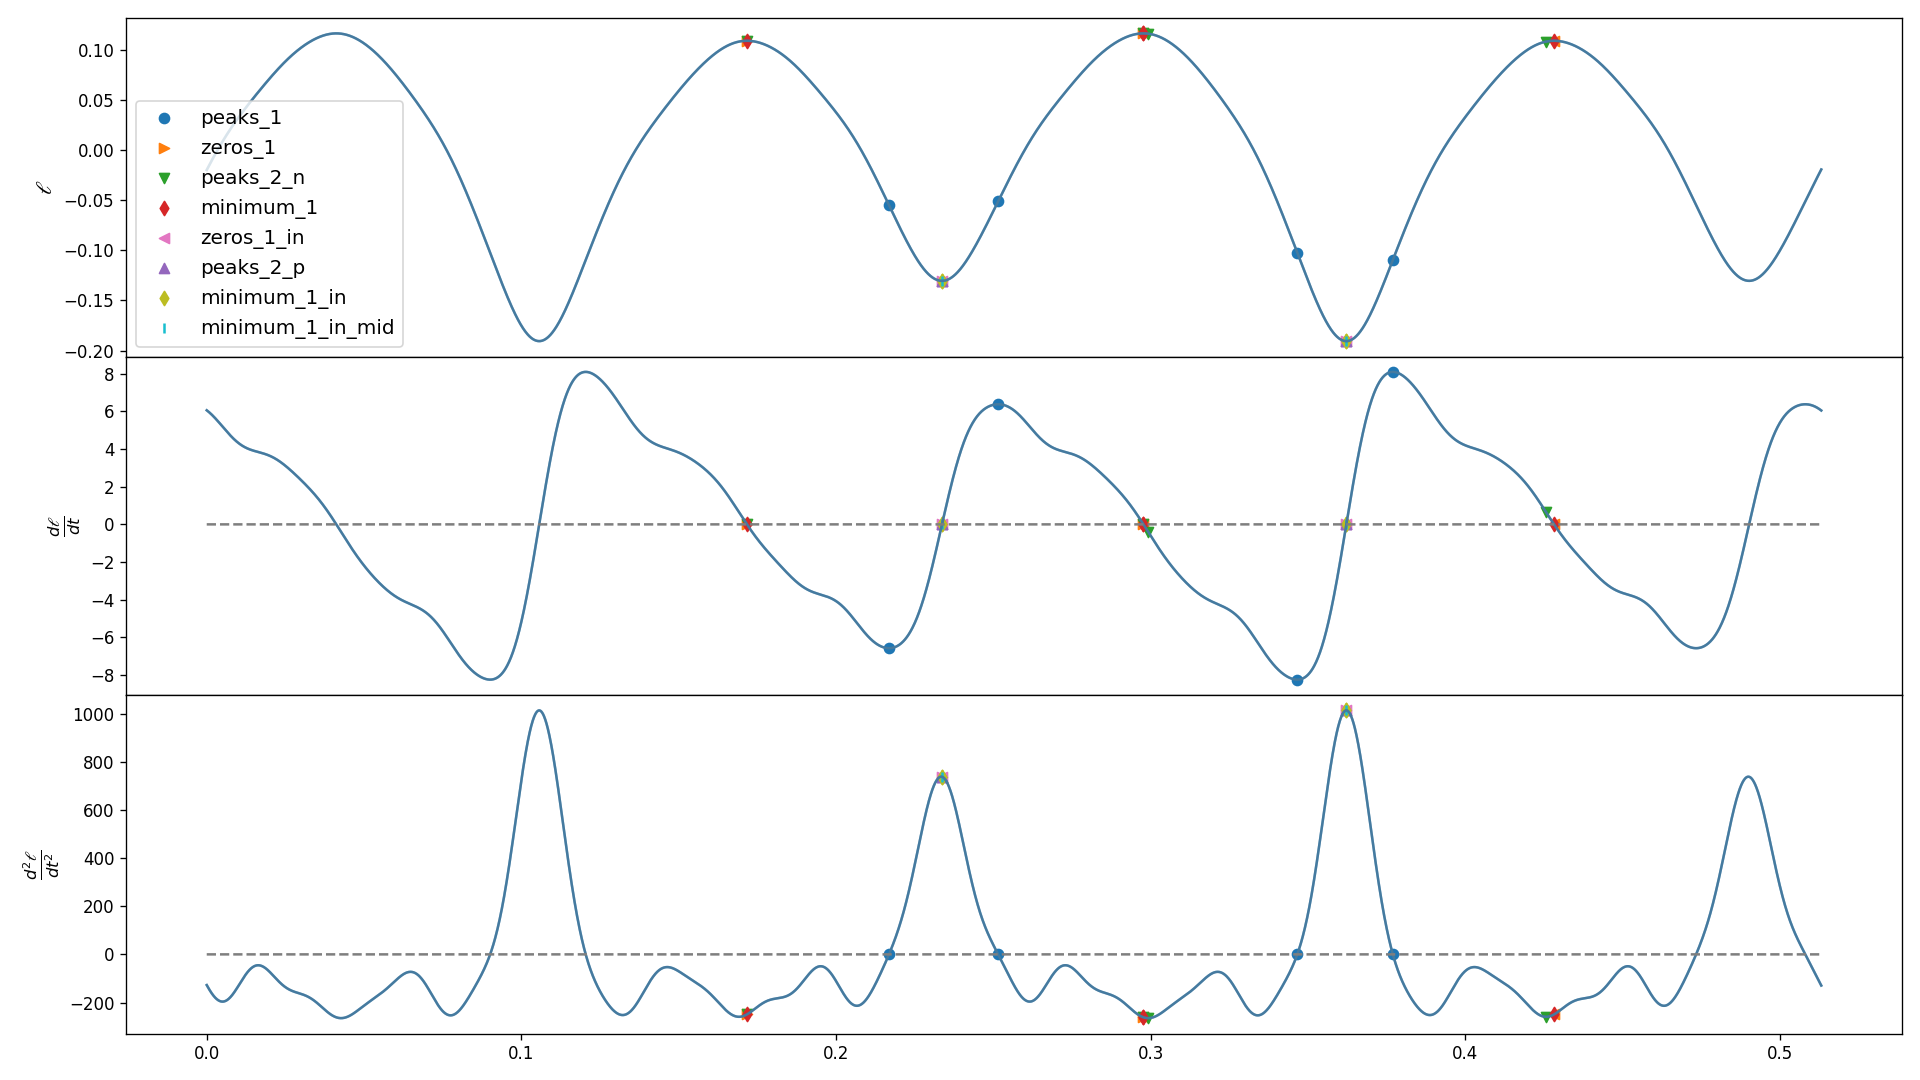 0.10
0.05
0.00
−0.05
−0.10
−0.15
−0.20
ℓ
peaks_1
zeros_1
peaks_2_n
minimum_1
zeros_1_in
peaks_2_p
minimum_1_in
minimum_1_in_mid
8
6
4
2
0
−2
−4
−6
−8
dℓ
dt
1000
800
600
400
200
0
−200
d²ℓ
dt²
0.0 0.1 0.2 0.3 0.4 0.5